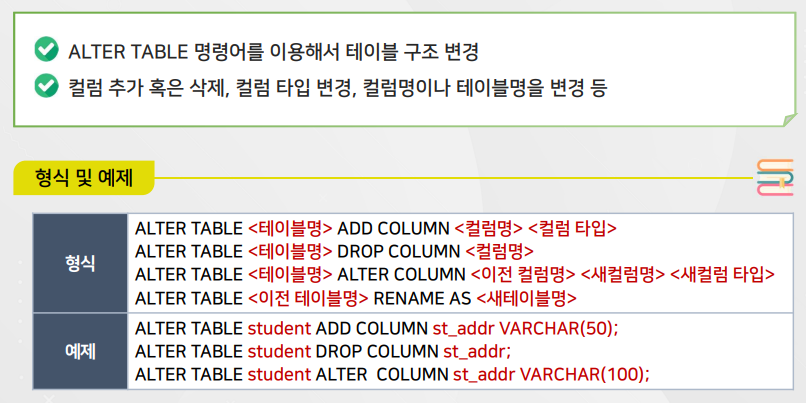 ALTER TABLE 명령어를 이용해서 테이블 구조 변경
컬럼 추가 혹은 삭제, 컬럼 타입 변경, 컬럼명이나 테이블명을 변경 등
형식 및 예제
형식
ALTER TABLE <테이블명> ADD COLUMN <컬럼명> <컬럼 타입>
ALTER TABLE <테이블명> DROP COLUMN <컬럼명>
ALTER TABLE <테이블명> ALTER COLUMN <이전 컬럼명> <새컬럼명> <새컬럼 타입>
ALTER TABLE <이전 테이블명> RENAME AS <새테이블명>
예제
ALTER TABLE student ADD COLUMN st_addr VARCHAR(50);
ALTER TABLE student DROP COLUMN st_addr;
ALTER TABLE student ALTER  COLUMN st_addr VARCHAR(100);